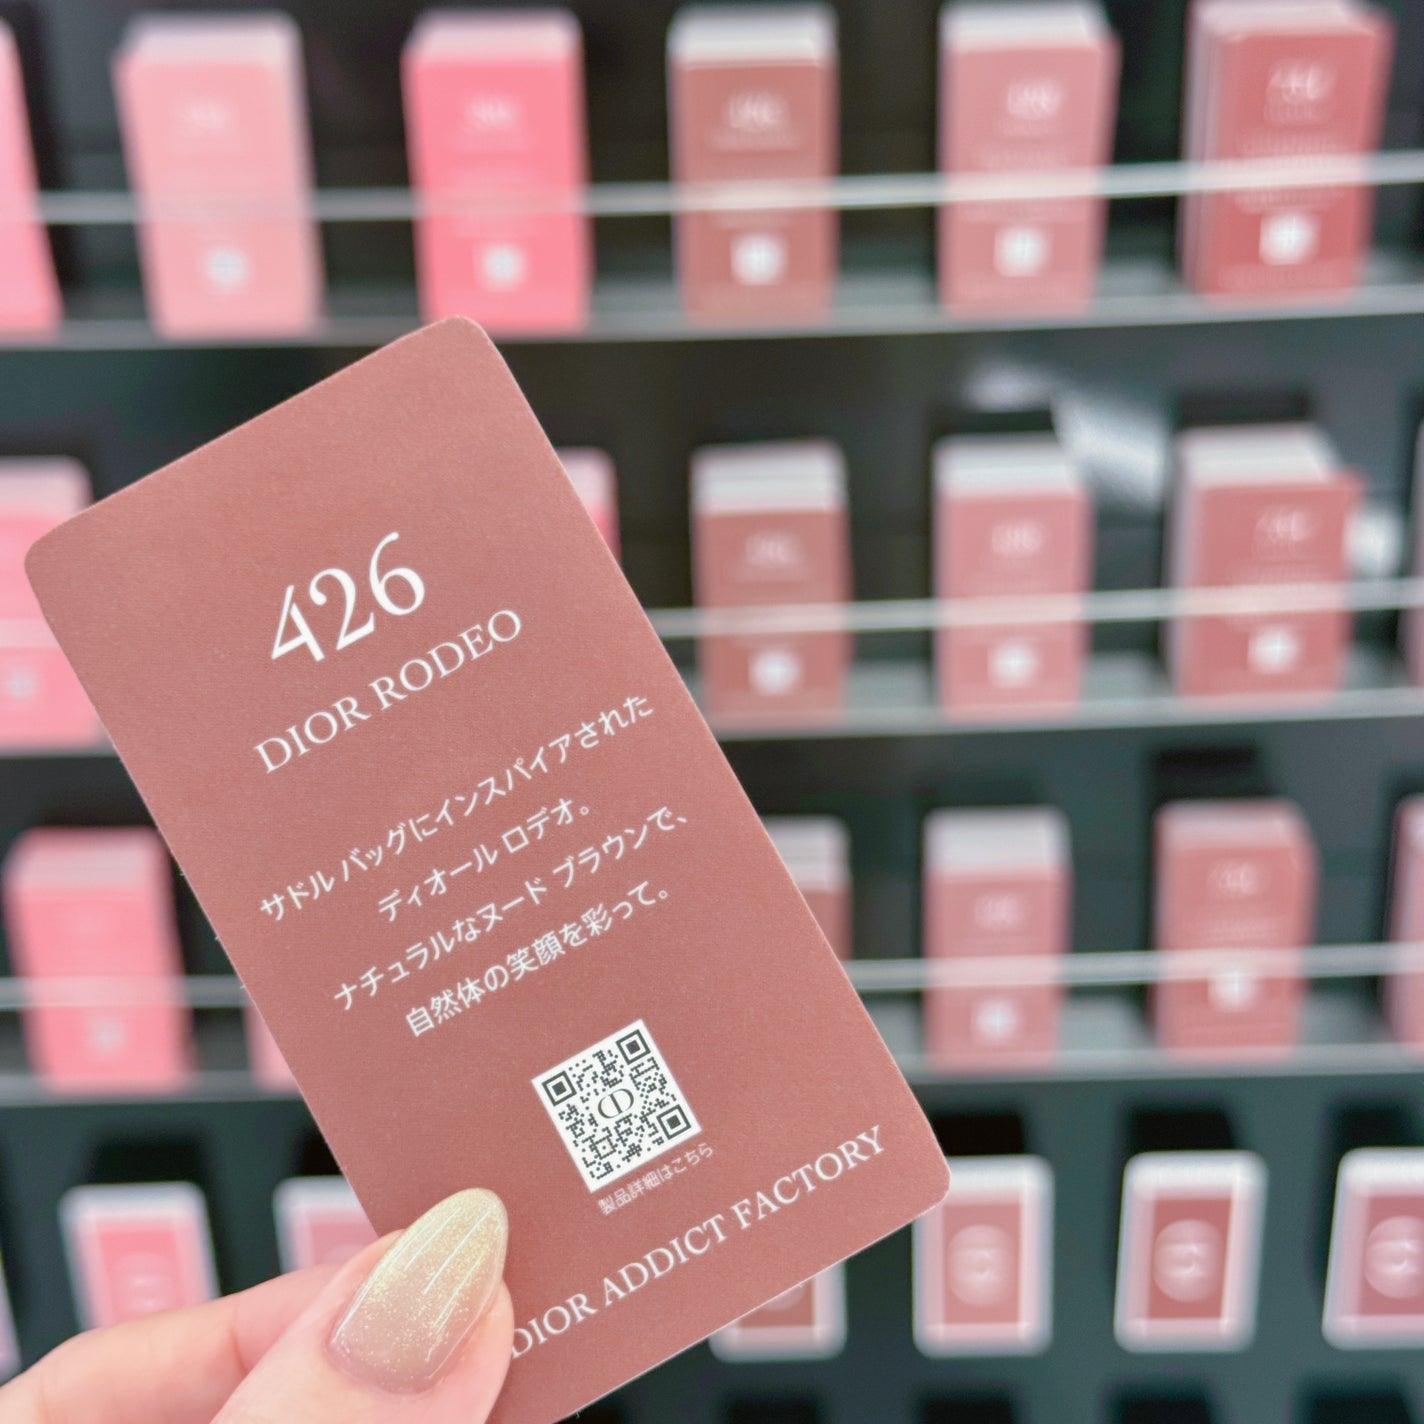 426
DIOR RODEO
サドル バッグにインスパイアされた
ディオール ロデオ。
ナチュラルなヌード ブラウンで、
自然体の笑顔を彩って。
製品詳細はこちら
DIOR ADDICT FACTORY